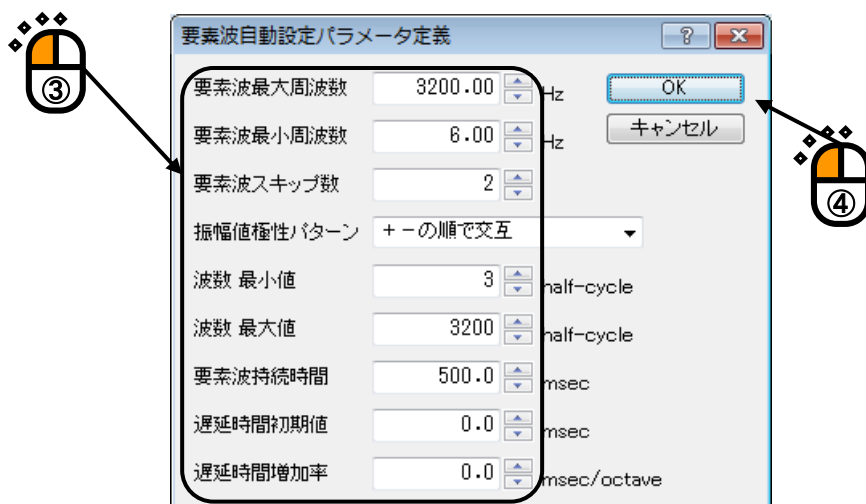 要素波自動設定パラメータ定義
③
要素波最大周波数 3200.00 Hz OK
要素波最小周波数 6.00 Hz キャンセル
要素波スキップ数 2
④
振幅値極性パターン +-の順で交互
波数 最小値 3 half-cycle
波数 最大値 3200 half-cycle
要素波持続時間 500.0 msec
遅延時間初期値 0.0 msec
遅延時間増加率 0.0 msec/octave